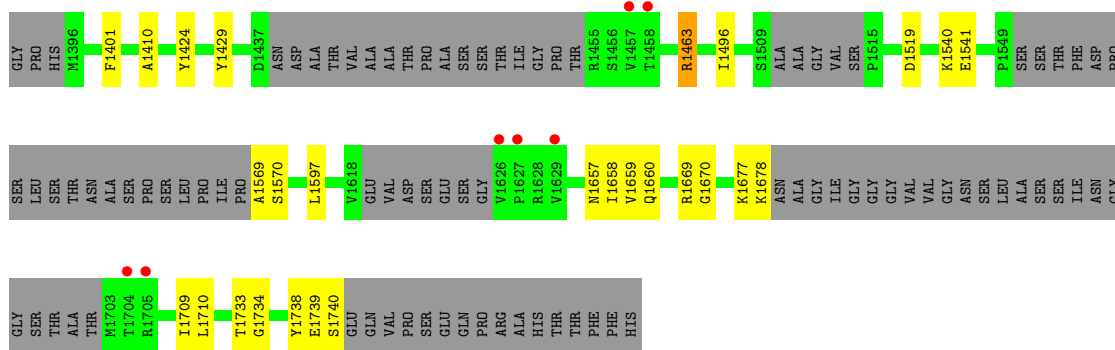 GLY PRO HIS M1396 F1401 A1410 Y1424 Y1429 D1437 ASN ASP ALA THR VAL ALA ALA THR PRO ALA SER SER THR ILE GLY PRO THR R1455 S1456 V1457 T1458 R1463 I1496 S1509 ALA ALA GLY VAL SER P1515 D1519 K1540 E1541 P1549 SER SER THR PHE ASP PRO
SER LEU SER THR ASN ALA SER PRO SER LEU PRO ILE PRO A1569 S1570 L1597 V1618 GLU VAL ASP SER GLU SER GLY V1626 P1627 R1628 V1629 N1657 I1658 V1659 Q1660 R1669 G1670 K1677 K1678 ASN ALA GLY ILE GLY GLY GLY VAL VAL GLY ASN SER LEU ALA SER SER ILE ASN GLY
GLY SER THR ALA THR M1703 T1704 R1705 I1709 L1710 T1733 G1734 Y1738 E1739 S1740 GLU GLN VAL PRO SER GLU GLN PRO ARG ALA HIS THR THR PHE PHE HIS